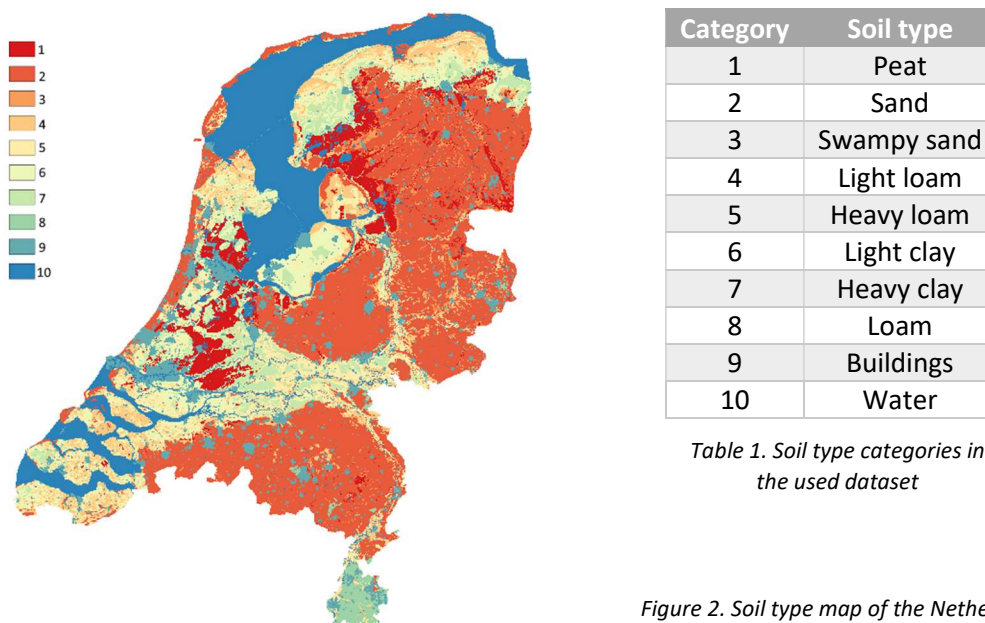 1
2
3
4
5
6
7
8
9
10
Category Soil type
1 Peat
2 Sand
3 Swampy sand
4 Light loam
5 Heavy loam
6 Light clay
7 Heavy clay
8 Loam
9 Buildings
10 Water
Table 1. Soil type categories in
the used dataset
Figure 2. Soil type map of the Nethe